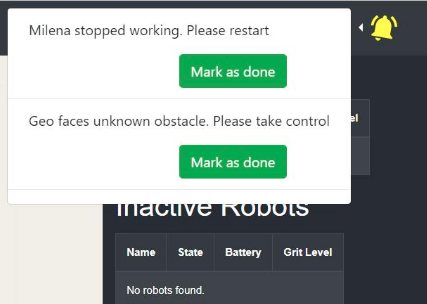 Milena stopped working. Please restart
Mark as done
Geo faces unknown obstacle. Please take control
Mark as done
el
Inactive Robots
Name State Battery Grit Level
No robots found.